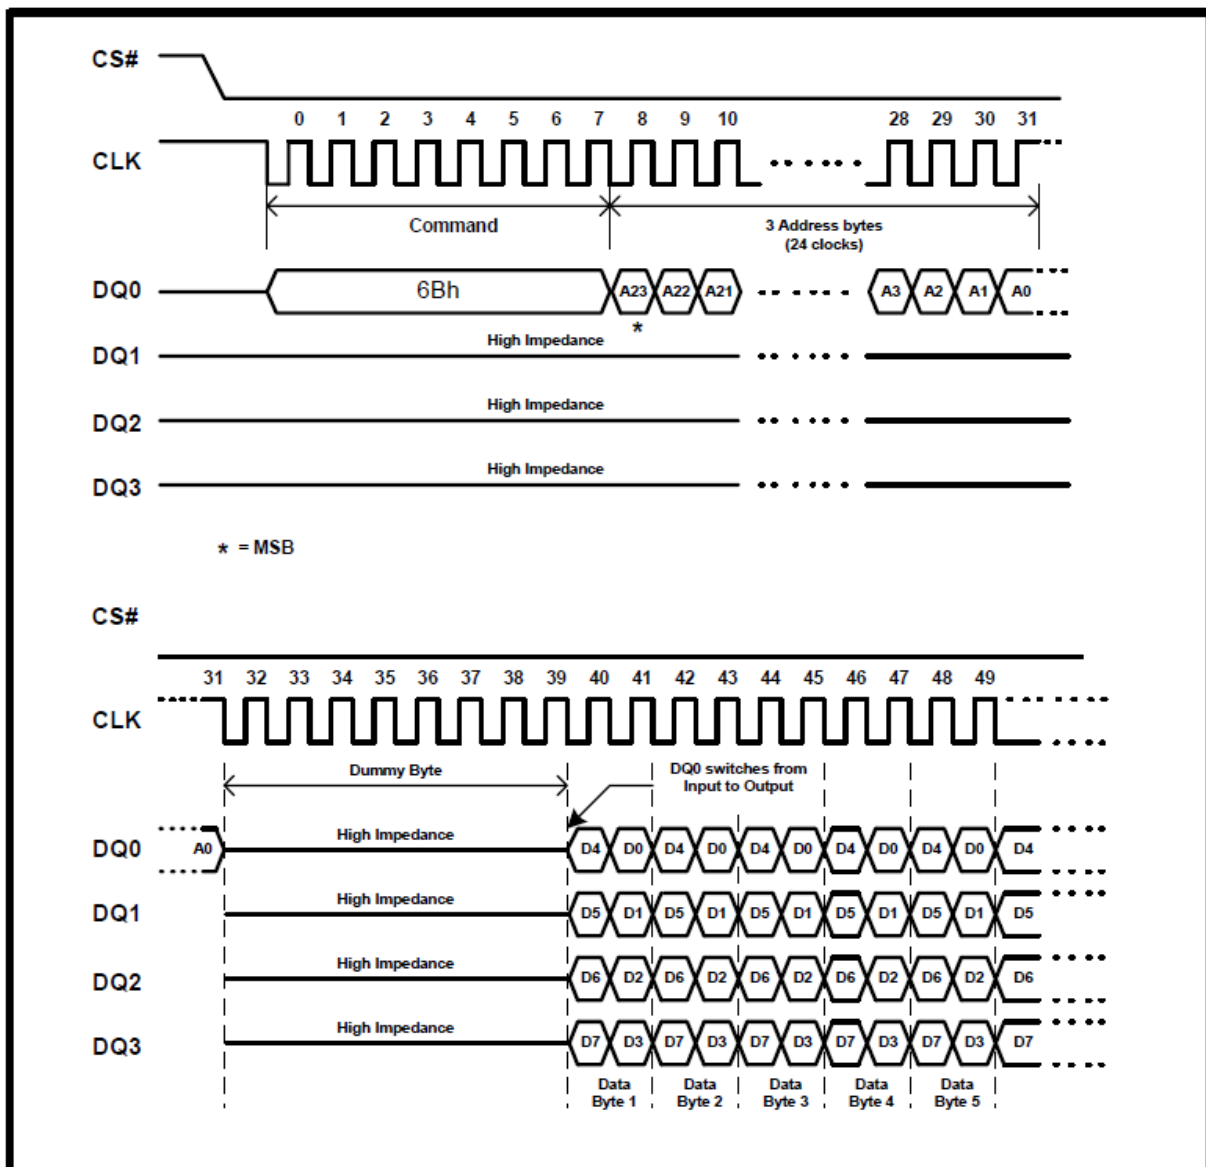 CS#
0 1 2 3 4 5 6 7 8 9 10 28 29 30 31
CLK
Command
3 Address bytes
(24 clocks)
DQ0 6Bh A23 A22 A21 A3 A2 A1 A0
*
High Impedance
DQ1
High Impedance
DQ2
High Impedance
DQ3
* = MSB
CS#
31 32 33 34 35 36 37 38 39 40 41 42 43 44 45 46 47 48 49
CLK
Dummy Byte
DQ0 switches from
Input to Output
DQ0 A0 High Impedance D4 D0 D4 D0 D4 D0 D4 D0 D4 D0 D4
DQ1 High Impedance D5 D1 D5 D1 D5 D1 D5 D1 D5 D1 D5
DQ2 High Impedance D6 D2 D6 D2 D6 D2 D6 D2 D6 D2 D6
DQ3 High Impedance D7 D3 D7 D3 D7 D3 D7 D3 D7 D3 D7
Data Data Data Data Data
Byte 1 Byte 2 Byte 3 Byte 4 Byte 5